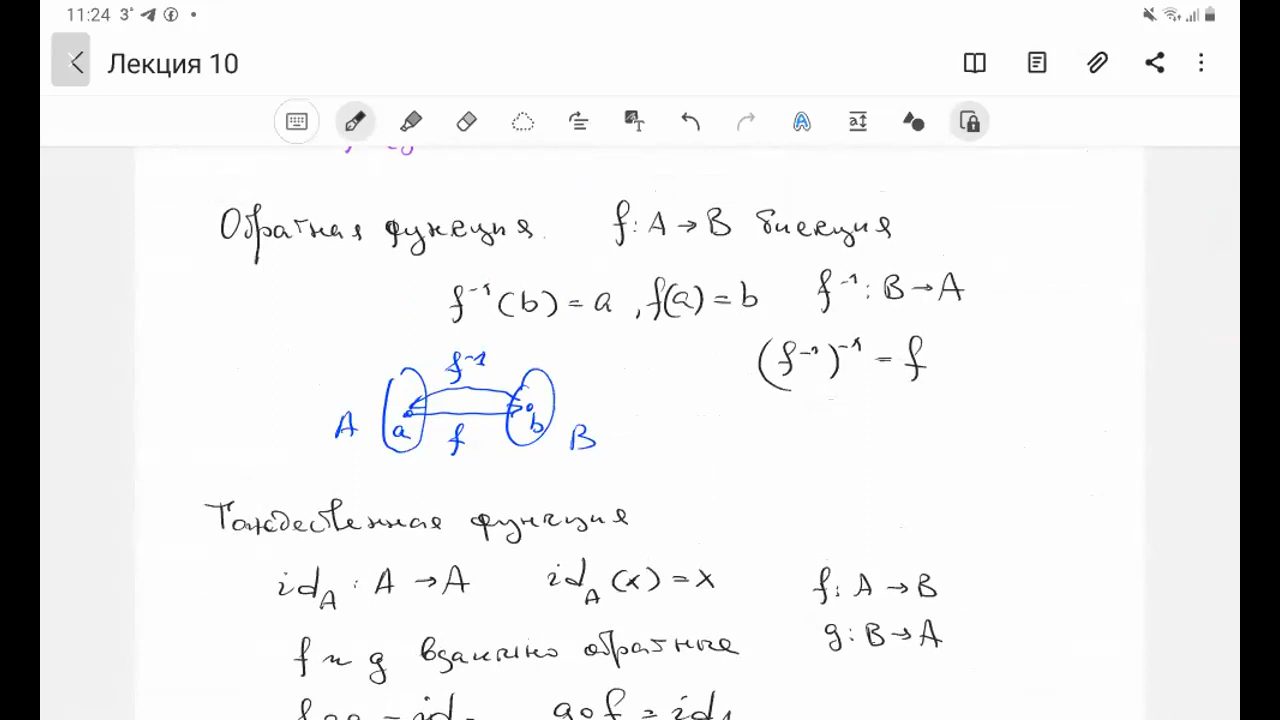 11:24 3°
Лекция 10
Обратная функция. f: A → B биекция
f⁻¹(b) = a, f(a) = b f⁻¹: B → A
(f⁻¹)⁻¹ = f
f⁻¹
A a b B
f
Тождественная функция
id_A : A → A id_A(x) = x f: A → B
f и g взаимно обратные g: B → A
g∘f = id